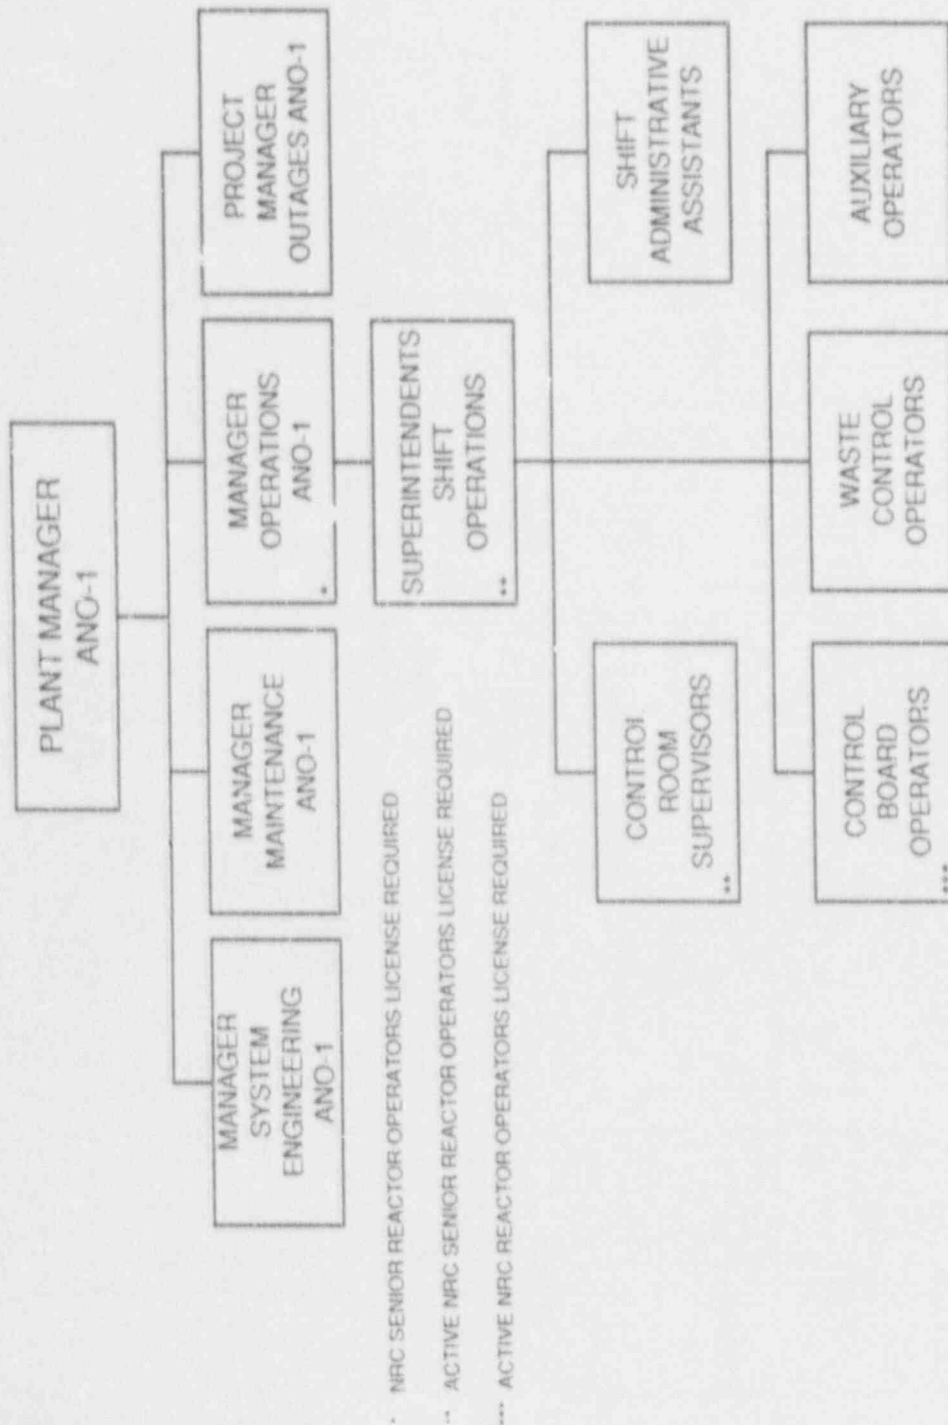 PLANT MANAGER
ANO-1
MANAGER
SYSTEM
ENGINEERING
ANO-1
MANAGER
MAINTENANCE
ANO-1
MANAGER
OPERATIONS
ANO-1
*
PROJECT
MANAGER
OUTAGES ANO-1
SUPERINTENDENTS
SHIFT
OPERATIONS
**
* NRC SENIOR REACTOR OPERATORS LICENSE REQUIRED
** ACTIVE NRC SENIOR REACTOR OPERATORS LICENSE REQUIRED
*** ACTIVE NRC REACTOR OPERATORS LICENSE REQUIRED
CONTROL
ROOM
SUPERVISORS
**
SHIFT
ADMINISTRATIVE
ASSISTANTS
CONTROL
BOARD
OPERATORS
***
WASTE
CONTROL
OPERATORS
AUXILIARY
OPERATORS